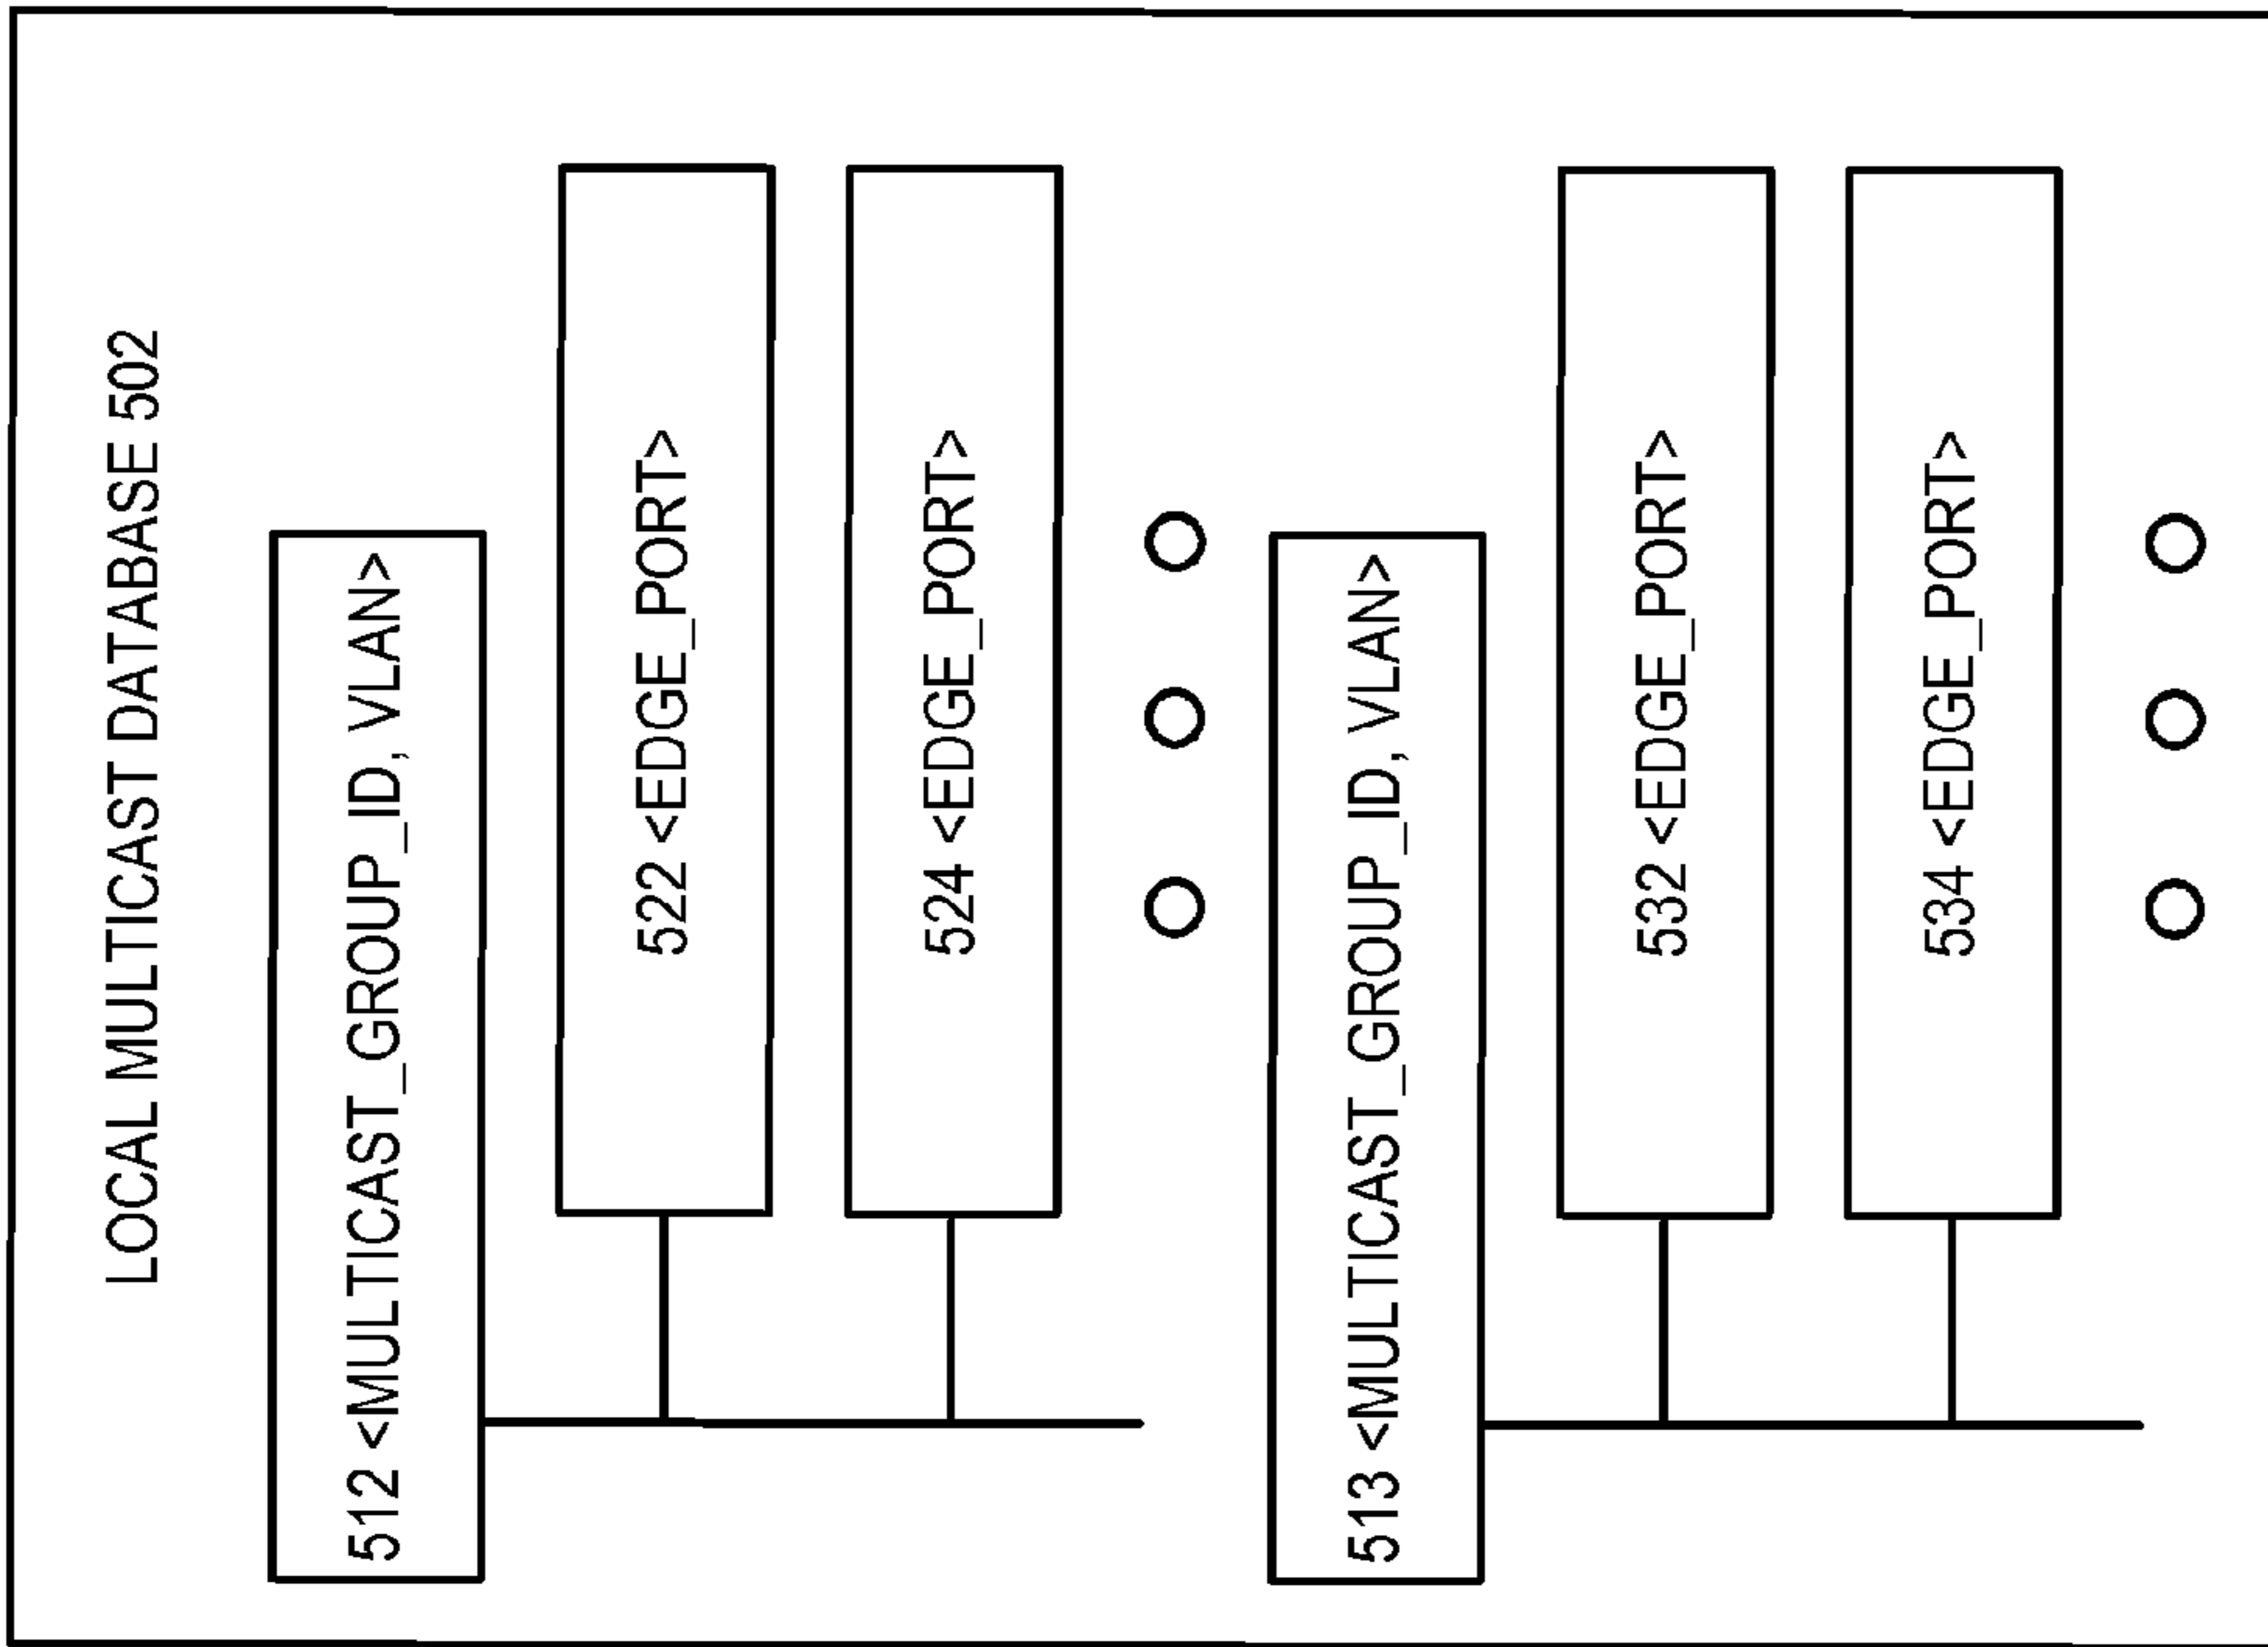 LOCAL MULTICAST DATABASE 502
512 <MULTICAST_GROUP_ID, VLAN>
522 <EDGE_PORT>
524 <EDGE_PORT>
513 <MULTICAST_GROUP_ID, VLAN>
532 <EDGE_PORT>
534 <EDGE_PORT>